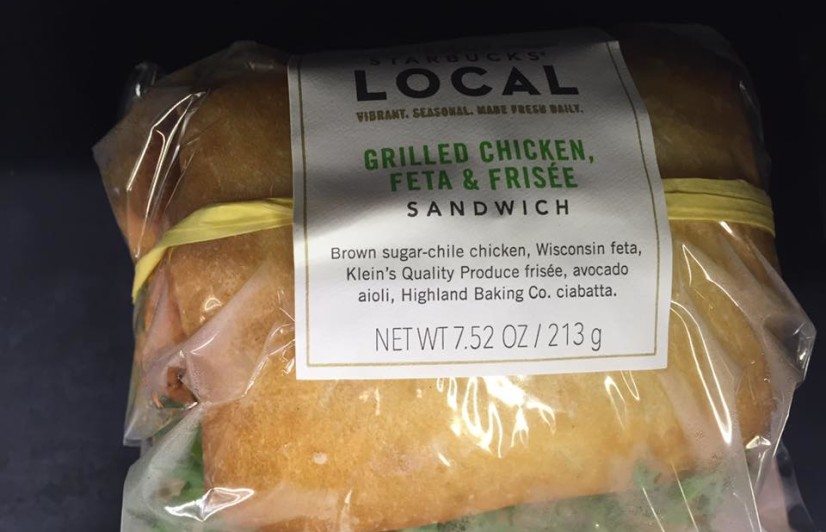 STARBUCKS®
LOCAL
VIBRANT. SEASONAL. MADE FRESH DAILY.
GRILLED CHICKEN,
FETA & FRISÉE
SANDWICH
Brown sugar-chile chicken, Wisconsin feta,
Klein's Quality Produce frisée, avocado
aioli, Highland Baking Co. ciabatta.
NET WT 7.52 OZ / 213 g